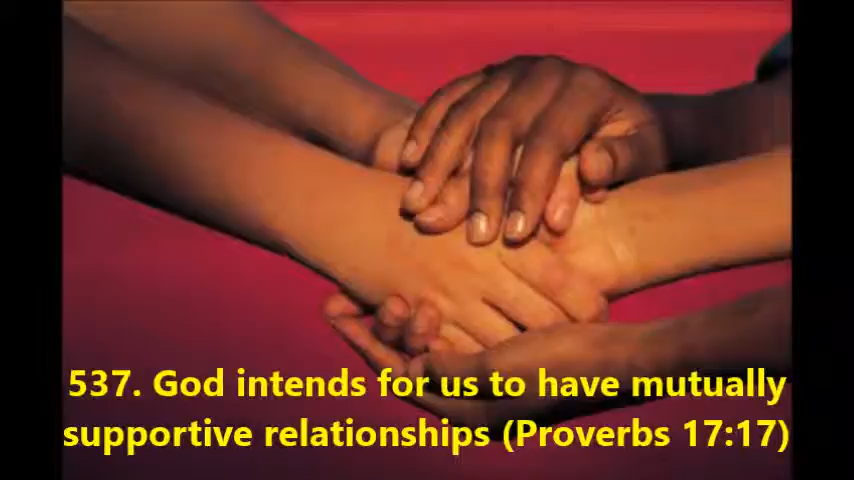 537. God intends for us to have mutually
supportive relationships (Proverbs 17:17)